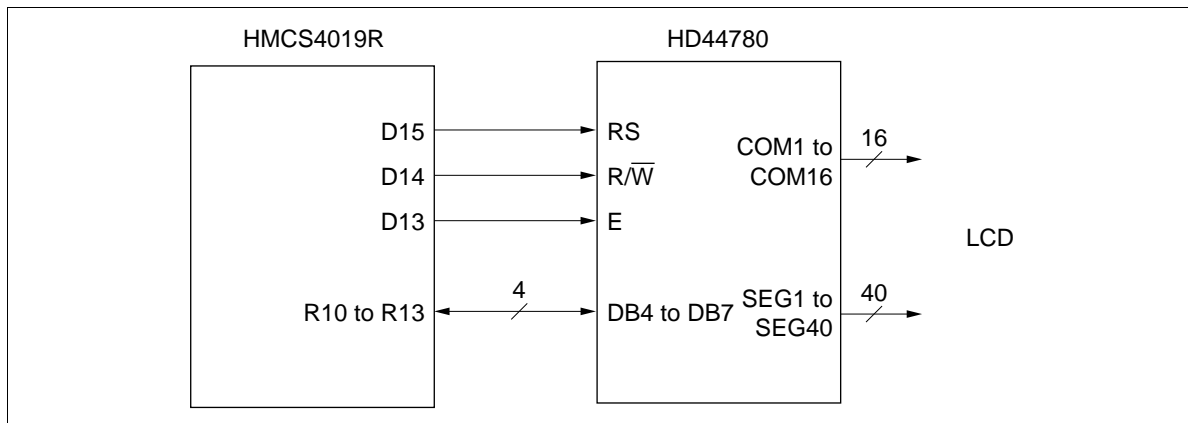 HMCS4019R
HD44780
D15
RS
D14
R/W̅
D13
E
R10 to R13
4
DB4 to DB7
COM1 to
COM16
16
SEG1 to
SEG40
40
LCD